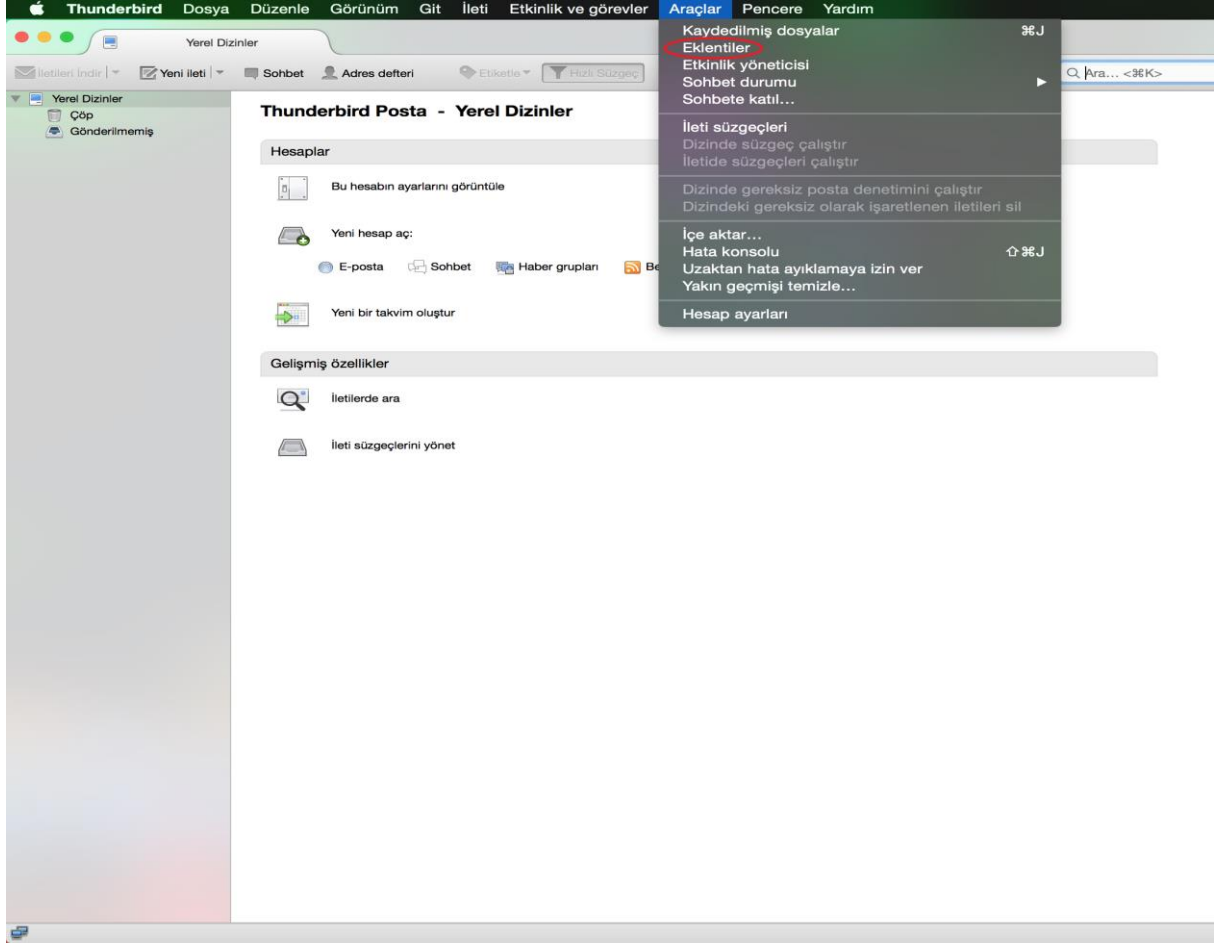 Thunderbird Dosya Düzenle Görünüm Git İleti Etkinlik ve görevler Araçlar Pencere Yardım
Yerel Dizinler
İletileri İndir Yeni ileti Sohbet Adres defteri Etiketle Hızlı Süzgeç Ara... <⌘K>
Kaydedilmiş dosyalar ⌘J
Eklentiler
Etkinlik yöneticisi
Sohbet durumu ▶
Sohbete katıl...
İleti süzgeçleri
Dizinde süzgeç çalıştır
İletide süzgeçleri çalıştır
Dizinde gereksiz posta denetimini çalıştır
Dizindeki gereksiz olarak işaretlenen iletileri sil
İçe aktar...
Hata konsolu ⇧⌘J
Uzaktan hata ayıklamaya izin ver
Yakın geçmişi temizle...
Hesap ayarları
Yerel Dizinler
Çöp
Gönderilmemiş
Thunderbird Posta - Yerel Dizinler
Hesaplar
Bu hesabın ayarlarını görüntüle
Yeni hesap aç:
E-posta Sohbet Haber grupları Be
Yeni bir takvim oluştur
Gelişmiş özellikler
İletilerde ara
İleti süzgeçlerini yönet